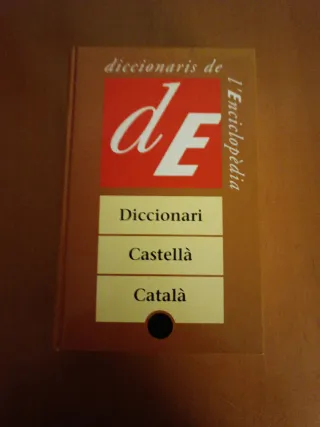 diccionaris de
l'Enciclopèdia
dE
Diccionari
Castellà
Català